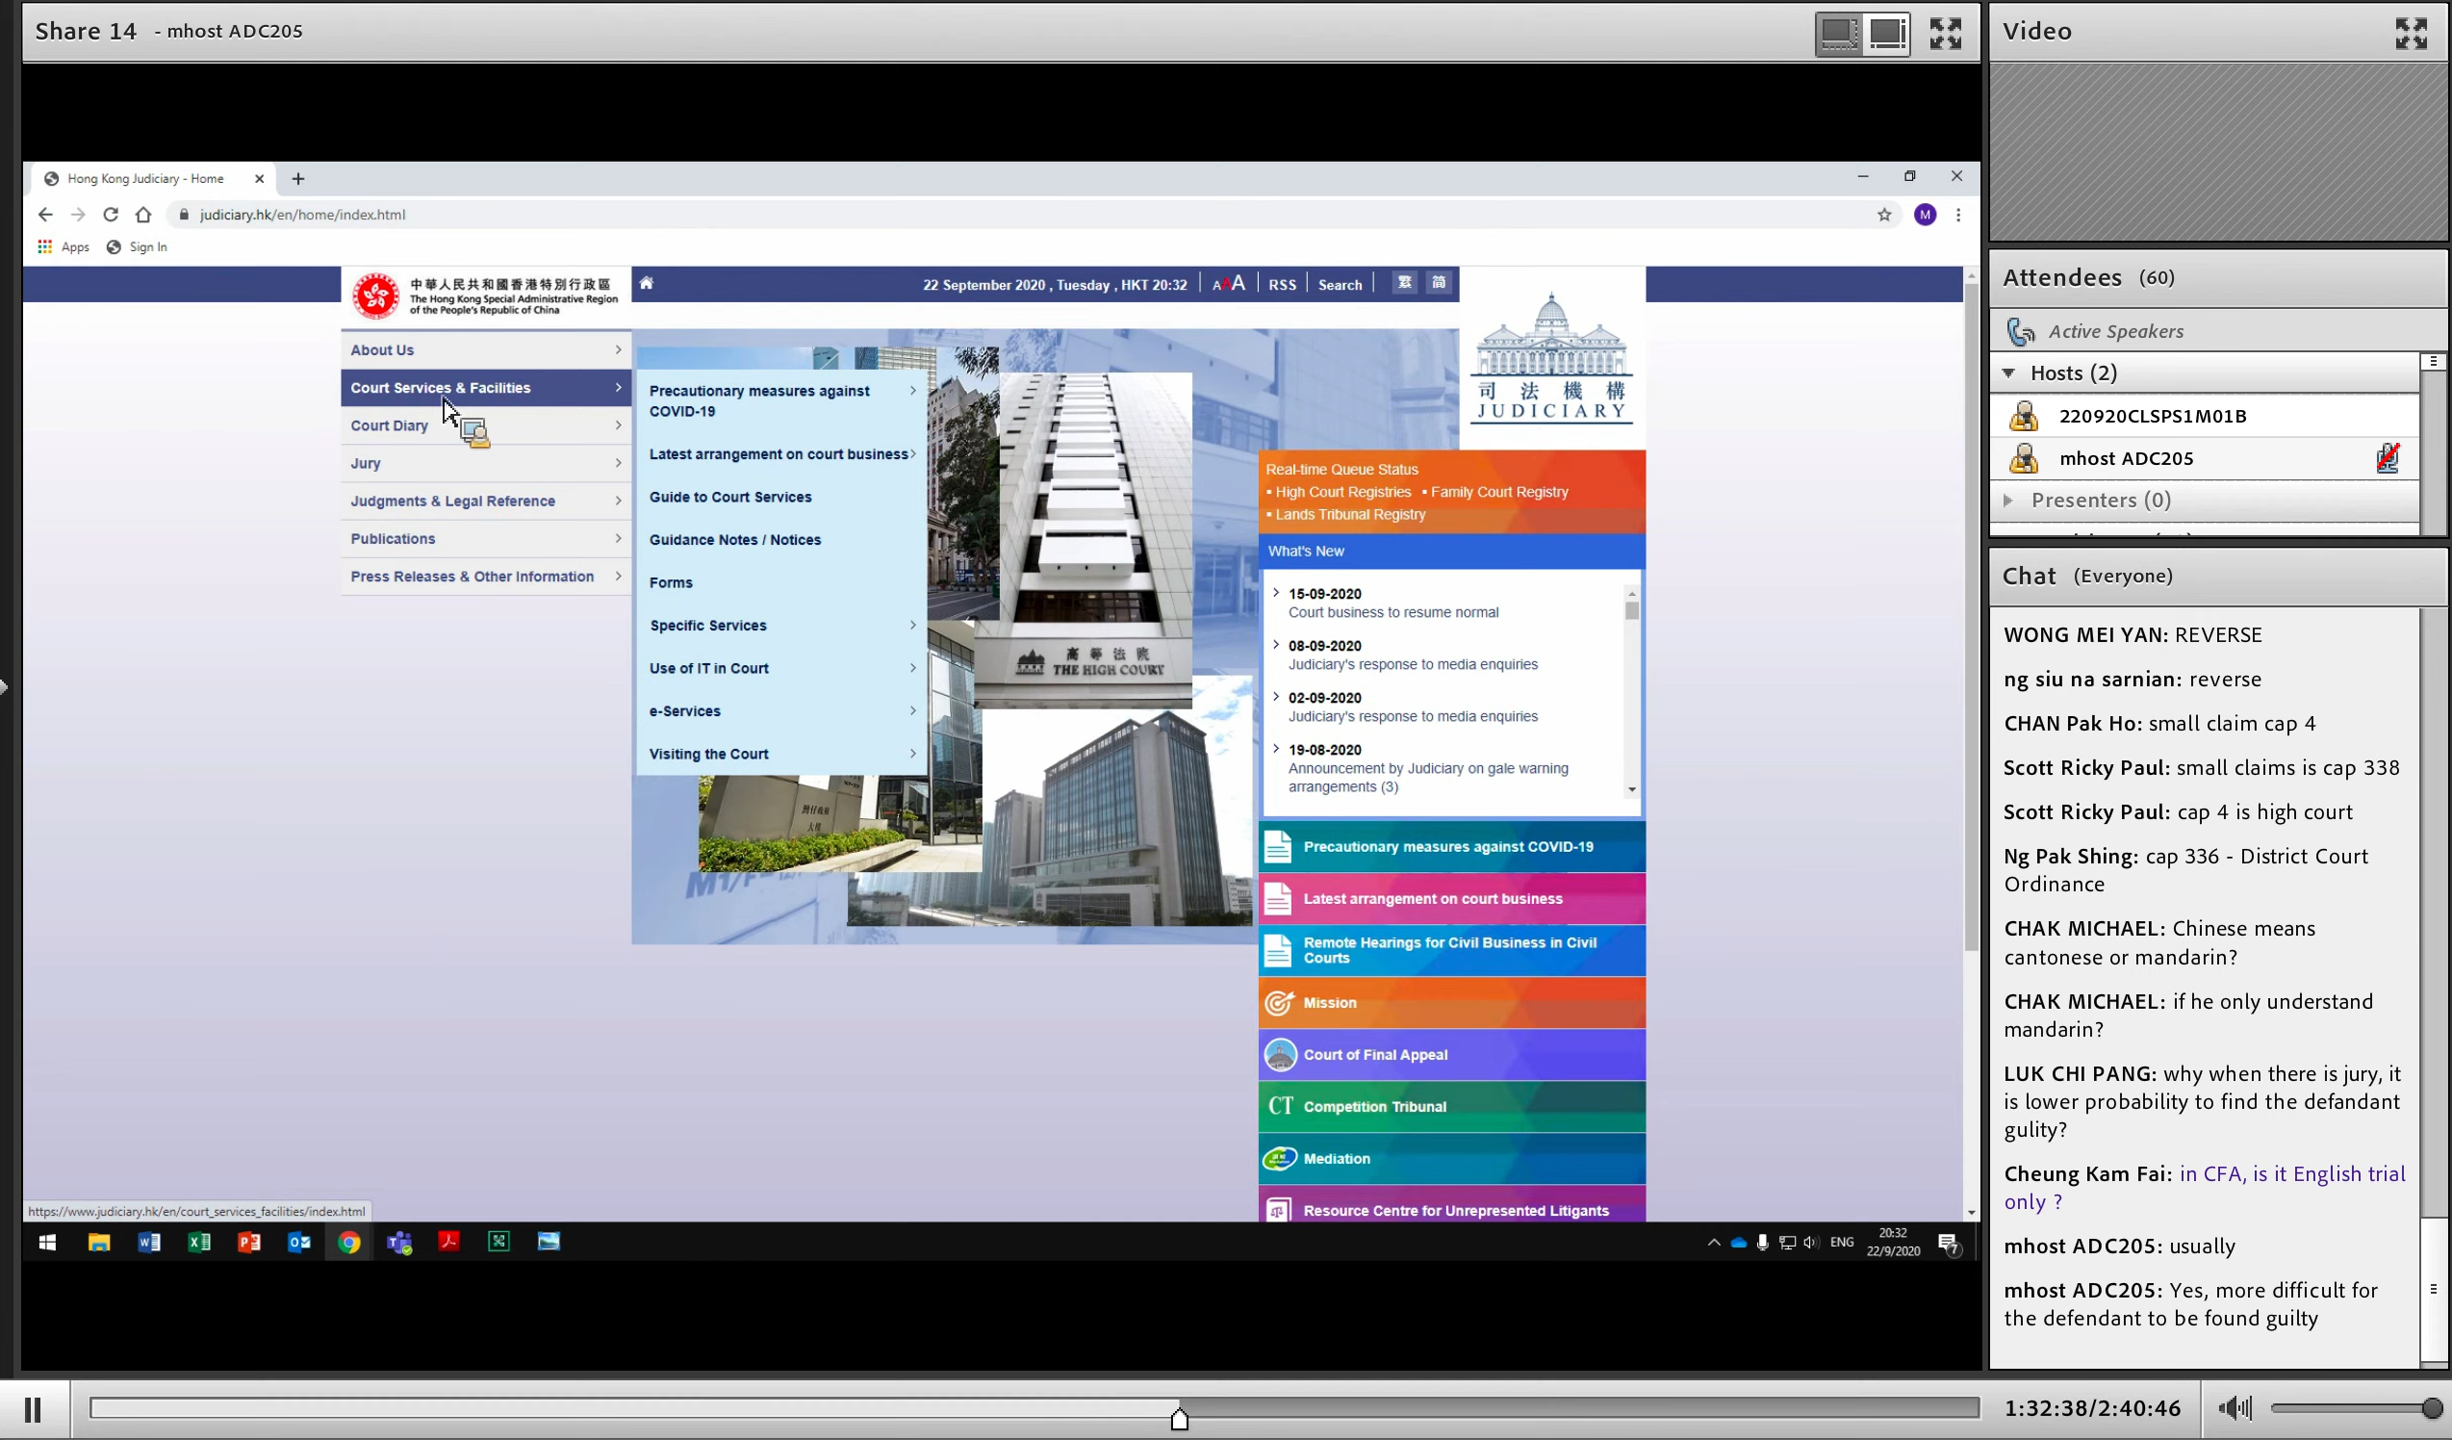 Share 14 - mhost ADC205
Hong Kong Judiciary - Home
judiciary.hk/en/home/index.html
M
Apps
Sign In
中華人民共和國香港特別行政區
The Hong Kong Special Administrative Region
of the People's Republic of China
22 September 2020 , Tuesday , HKT 20:32
AAA
RSS
Search
繁
简
司法機構
JUDICIARY
About Us
Court Services & Facilities
Court Diary
Jury
Judgments & Legal Reference
Publications
Press Releases & Other Information
Precautionary measures against
COVID-19
Latest arrangement on court business
Guide to Court Services
Guidance Notes / Notices
Forms
Specific Services
Use of IT in Court
e-Services
Visiting the Court
高等法院
THE HIGH COURT
Real-time Queue Status
▪ High Court Registries ▪ Family Court Registry
▪ Lands Tribunal Registry
What's New
15-09-2020
Court business to resume normal
08-09-2020
Judiciary's response to media enquiries
02-09-2020
Judiciary's response to media enquiries
19-08-2020
Announcement by Judiciary on gale warning
arrangements (3)
Precautionary measures against COVID-19
Latest arrangement on court business
Remote Hearings for Civil Business in Civil
Courts
Mission
Court of Final Appeal
CT Competition Tribunal
Mediation
Resource Centre for Unrepresented Litigants
https://www.judiciary.hk/en/court_services_facilities/index.html
ENG
20:32
22/9/2020
7
Video
Attendees (60)
Active Speakers
Hosts (2)
220920CLSPS1M01B
mhost ADC205
Presenters (0)
Chat (Everyone)
WONG MEI YAN: REVERSE
ng siu na sarnian: reverse
CHAN Pak Ho: small claim cap 4
Scott Ricky Paul: small claims is cap 338
Scott Ricky Paul: cap 4 is high court
Ng Pak Shing: cap 336 - District Court
Ordinance
CHAK MICHAEL: Chinese means
cantonese or mandarin?
CHAK MICHAEL: if he only understand
mandarin?
LUK CHI PANG: why when there is jury, it
is lower probability to find the defandant
gulity?
Cheung Kam Fai: in CFA, is it English trial
only ?
mhost ADC205: usually
mhost ADC205: Yes, more difficult for
the defendant to be found guilty
1:32:38/2:40:46